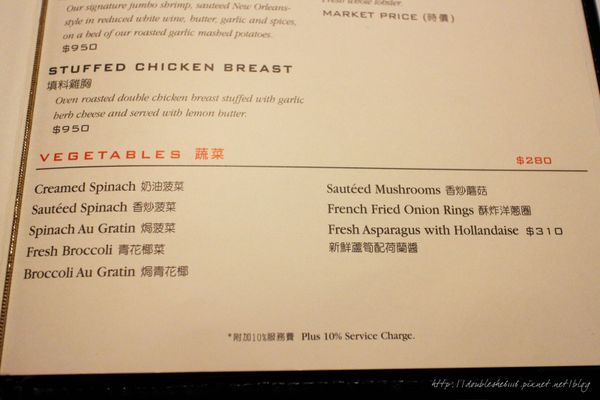 Our signature jumbo shrimp, sauteed New Orleans-
style in reduced white wine, butter, garlic and spices,
on a bed of our roasted garlic mashed potatoes.
$950
STUFFED CHICKEN BREAST
填料雞胸
Oven roasted double chicken breast stuffed with garlic
herb cheese and served with lemon butter.
$950
Fresh whole lobster.
MARKET PRICE (時價)
VEGETABLES 蔬菜 $280
Creamed Spinach 奶油菠菜
Sautéed Spinach 香炒菠菜
Spinach Au Gratin 焗菠菜
Fresh Broccoli 青花椰菜
Broccoli Au Gratin 焗青花椰
Sautéed Mushrooms 香炒蘑菇
French Fried Onion Rings 酥炸洋蔥圈
Fresh Asparagus with Hollandaise $310
新鮮蘆筍配荷蘭醬
*附加10%服務費 Plus 10% Service Charge.
http://doubleshe6116.pixnet.net/blog